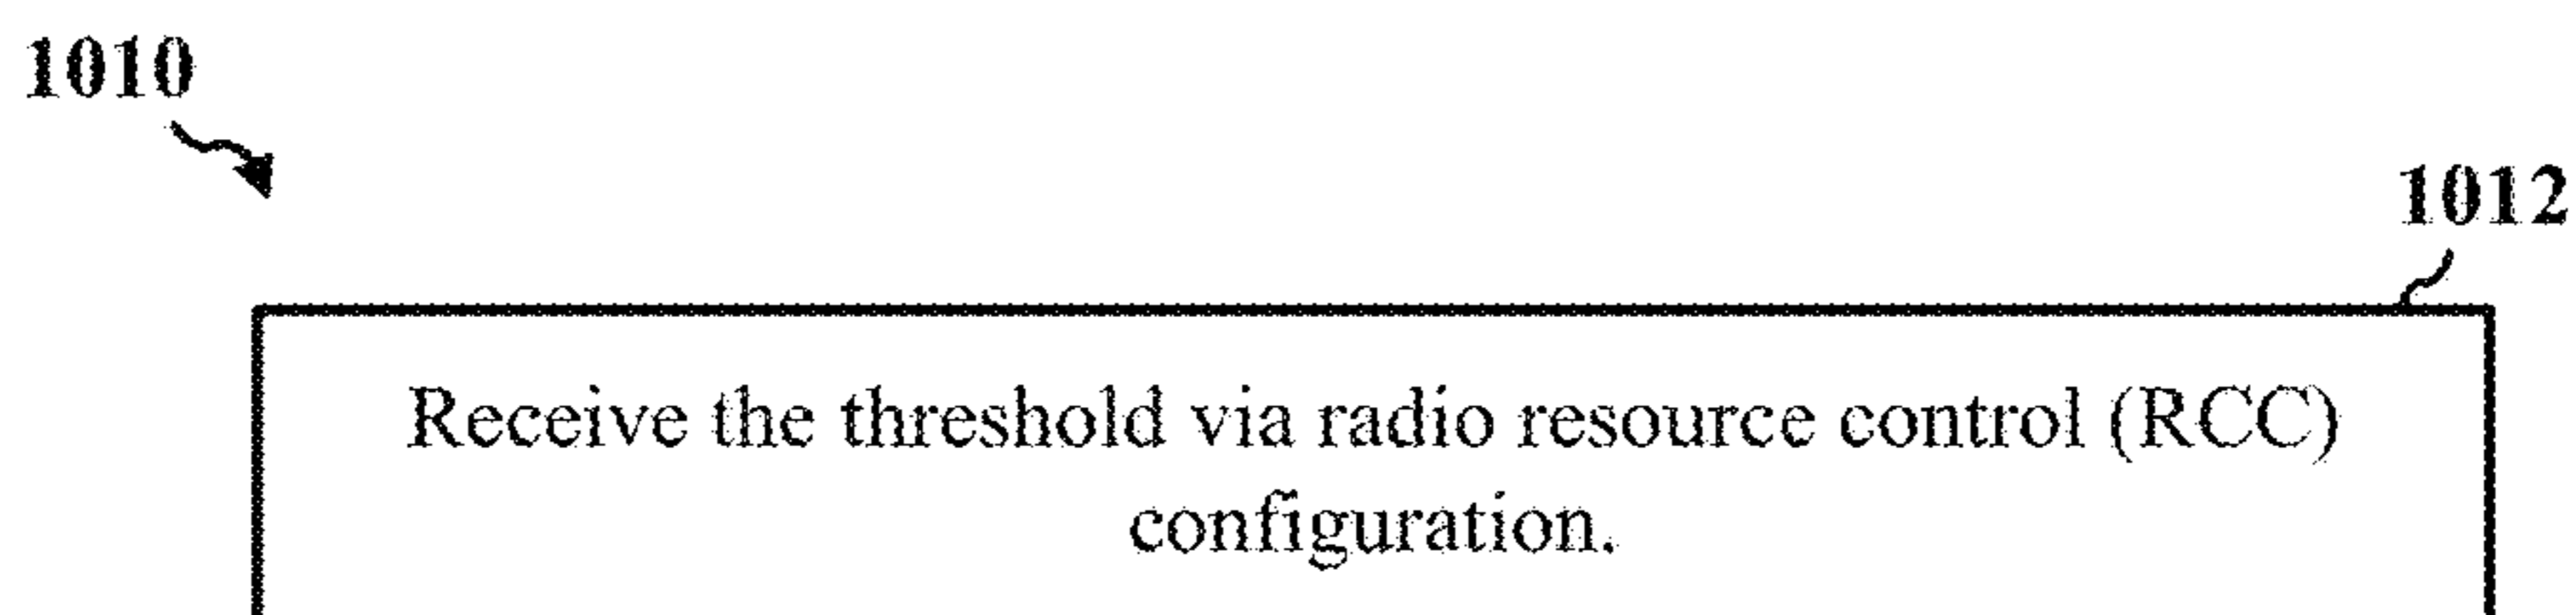 1010
1012
Receive the threshold via radio resource control (RCC)
configuration.